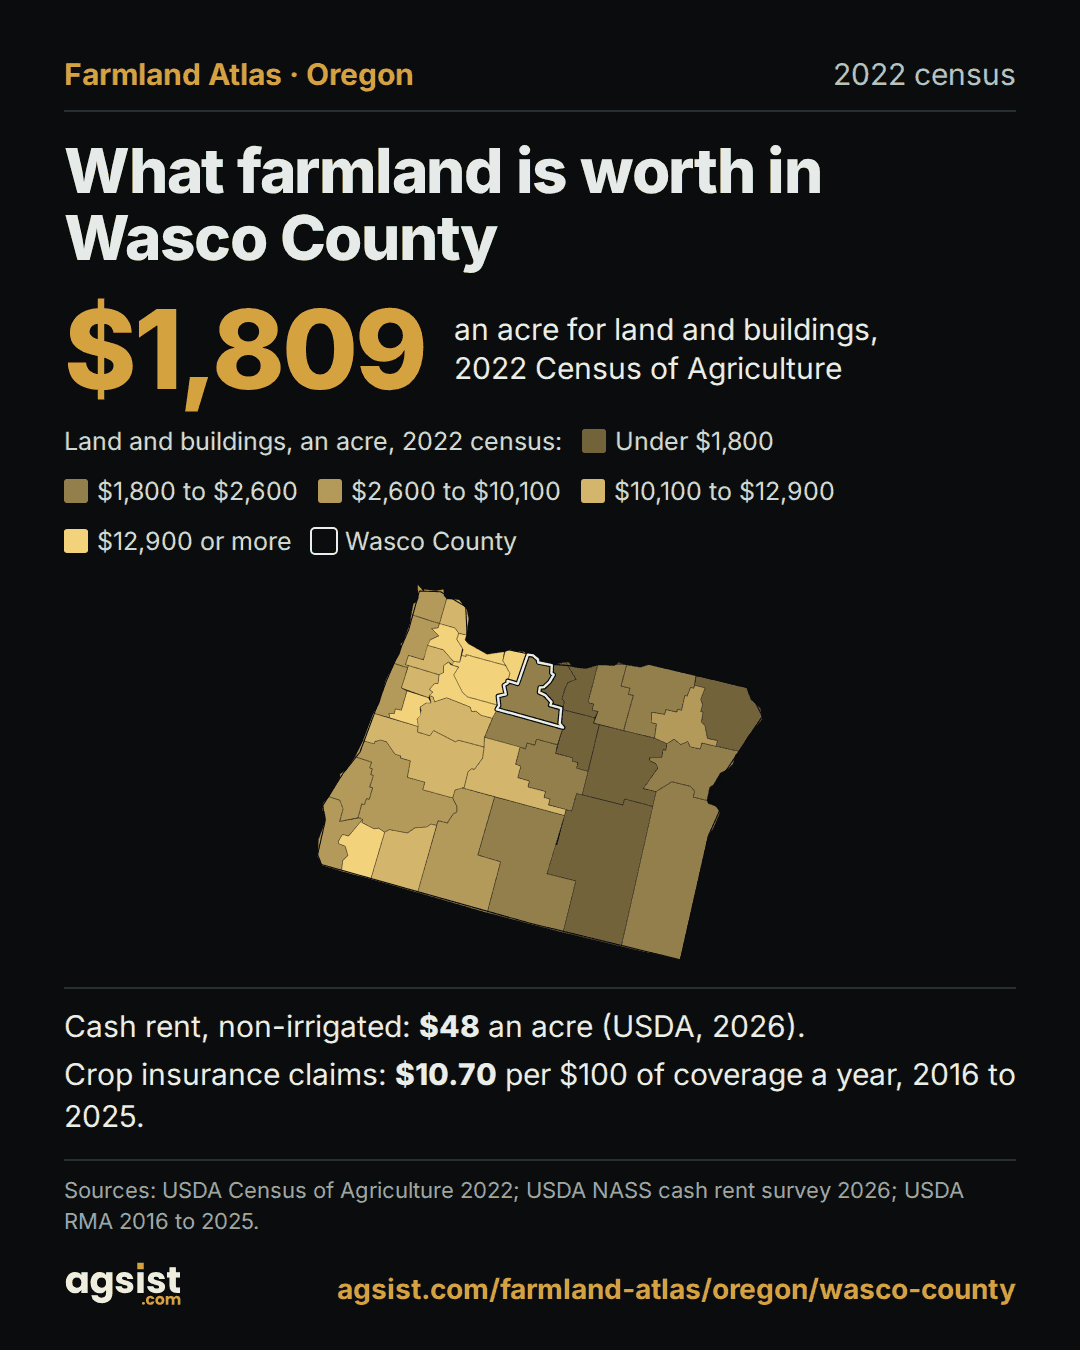 Farmland Atlas · Oregon
2022 census
What farmland is worth in
Wasco County
$1,809
an acre for land and buildings,
2022 Census of Agriculture
Land and buildings, an acre, 2022 census: Under $1,800
$1,800 to $2,600 $2,600 to $10,100 $10,100 to $12,900
$12,900 or more Wasco County
Cash rent, non-irrigated: $48 an acre (USDA, 2026).
Crop insurance claims: $10.70 per $100 of coverage a year, 2016 to
2025.
Sources: USDA Census of Agriculture 2022; USDA NASS cash rent survey 2026; USDA
RMA 2016 to 2025.
agsist
.com
agsist.com/farmland-atlas/oregon/wasco-county